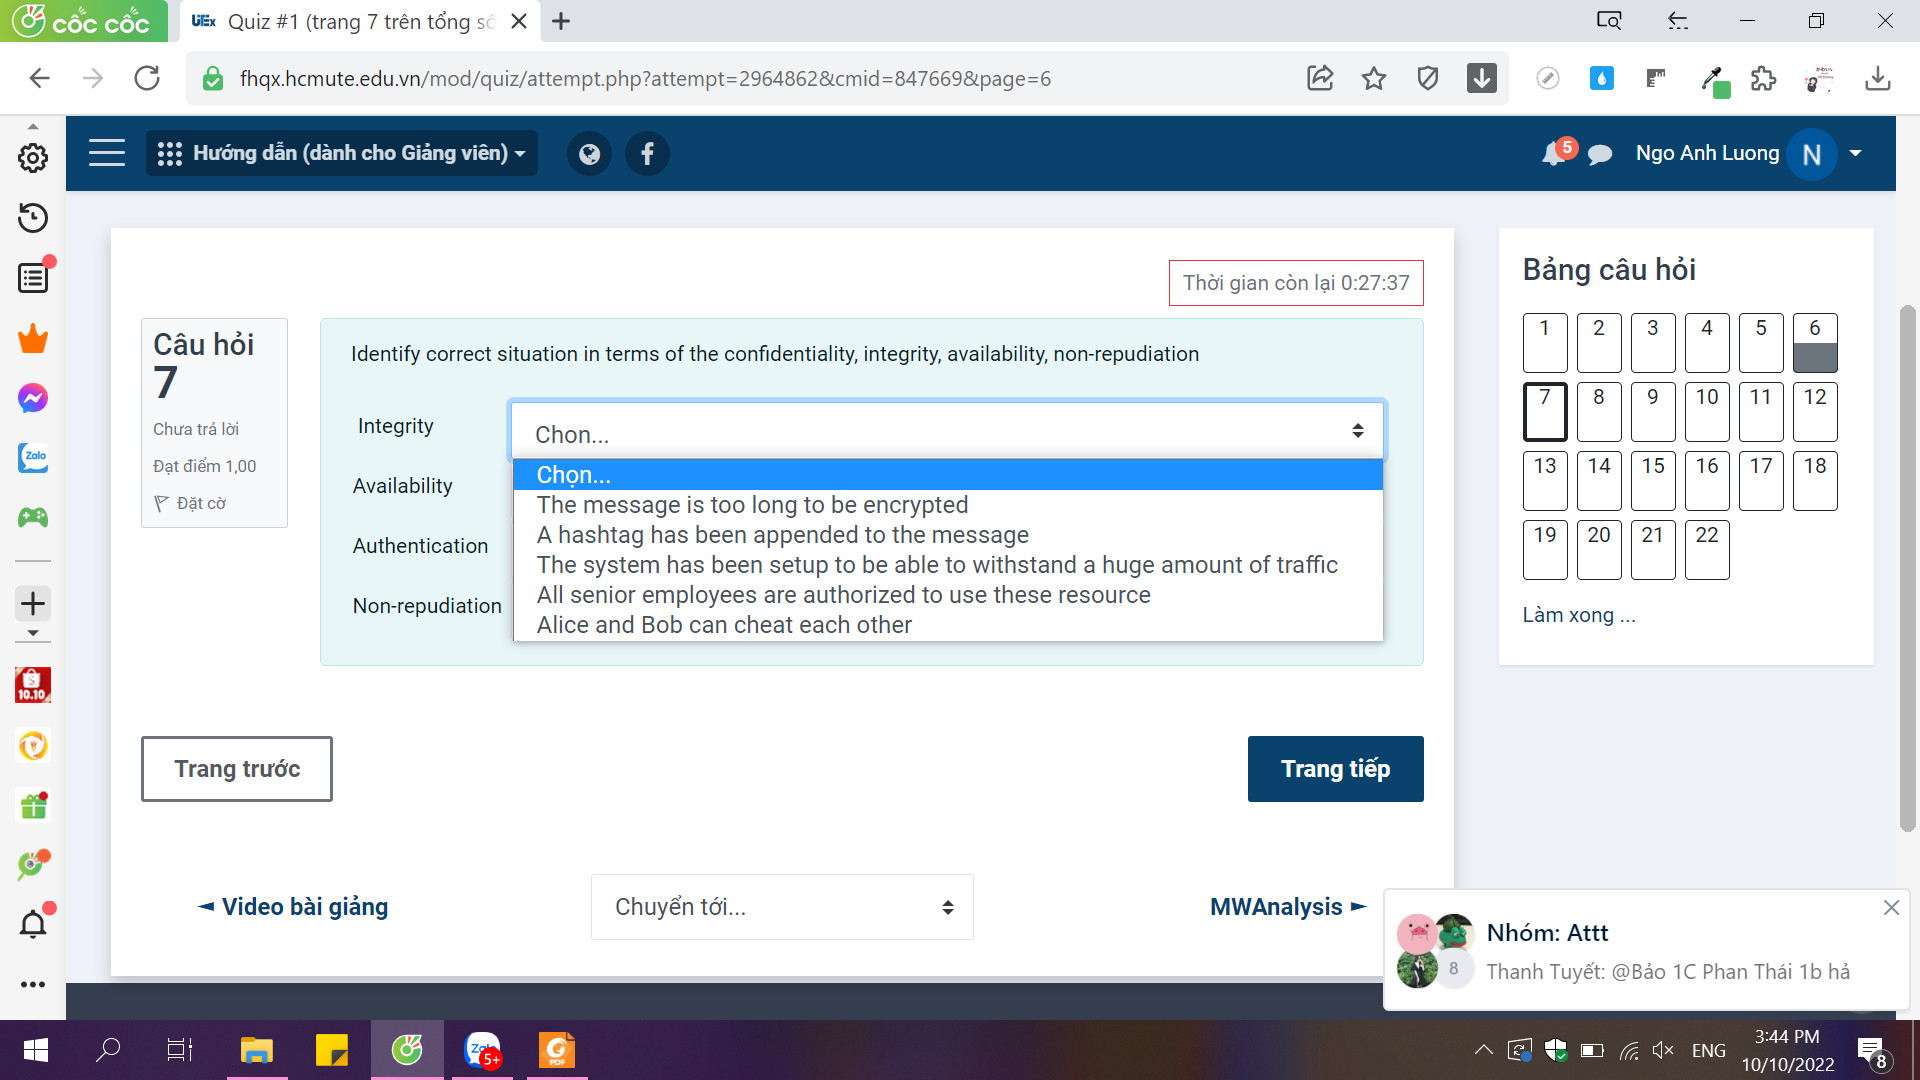 cốc cốc
UEx Quiz #1 (trang 7 trên tổng số
fhqx.hcmute.edu.vn/mod/quiz/attempt.php?attempt=2964862&cmid=847669&page=6
Hướng dẫn (dành cho Giảng viên)
5
Ngo Anh Luong
N
Thời gian còn lại 0:27:37
Câu hỏi
7
Chưa trả lời
Đạt điểm 1,00
Đặt cờ
Identify correct situation in terms of the confidentiality, integrity, availability, non-repudiation
Integrity
Chon...
Chọn...
The message is too long to be encrypted
A hashtag has been appended to the message
The system has been setup to be able to withstand a huge amount of traffic
All senior employees are authorized to use these resource
Alice and Bob can cheat each other
Availability
Authentication
Non-repudiation
Bảng câu hỏi
1 2 3 4 5 6
7 8 9 10 11 12
13 14 15 16 17 18
19 20 21 22
Làm xong ...
Trang trước
Trang tiếp
◄ Video bài giảng
Chuyển tới...
MWAnalysis ►
Zalo
10.10
Nhóm: Attt
8
Thanh Tuyết: @Bảo 1C Phan Thái 1b hả
5+
PDF
ENG
3:44 PM
10/10/2022
8